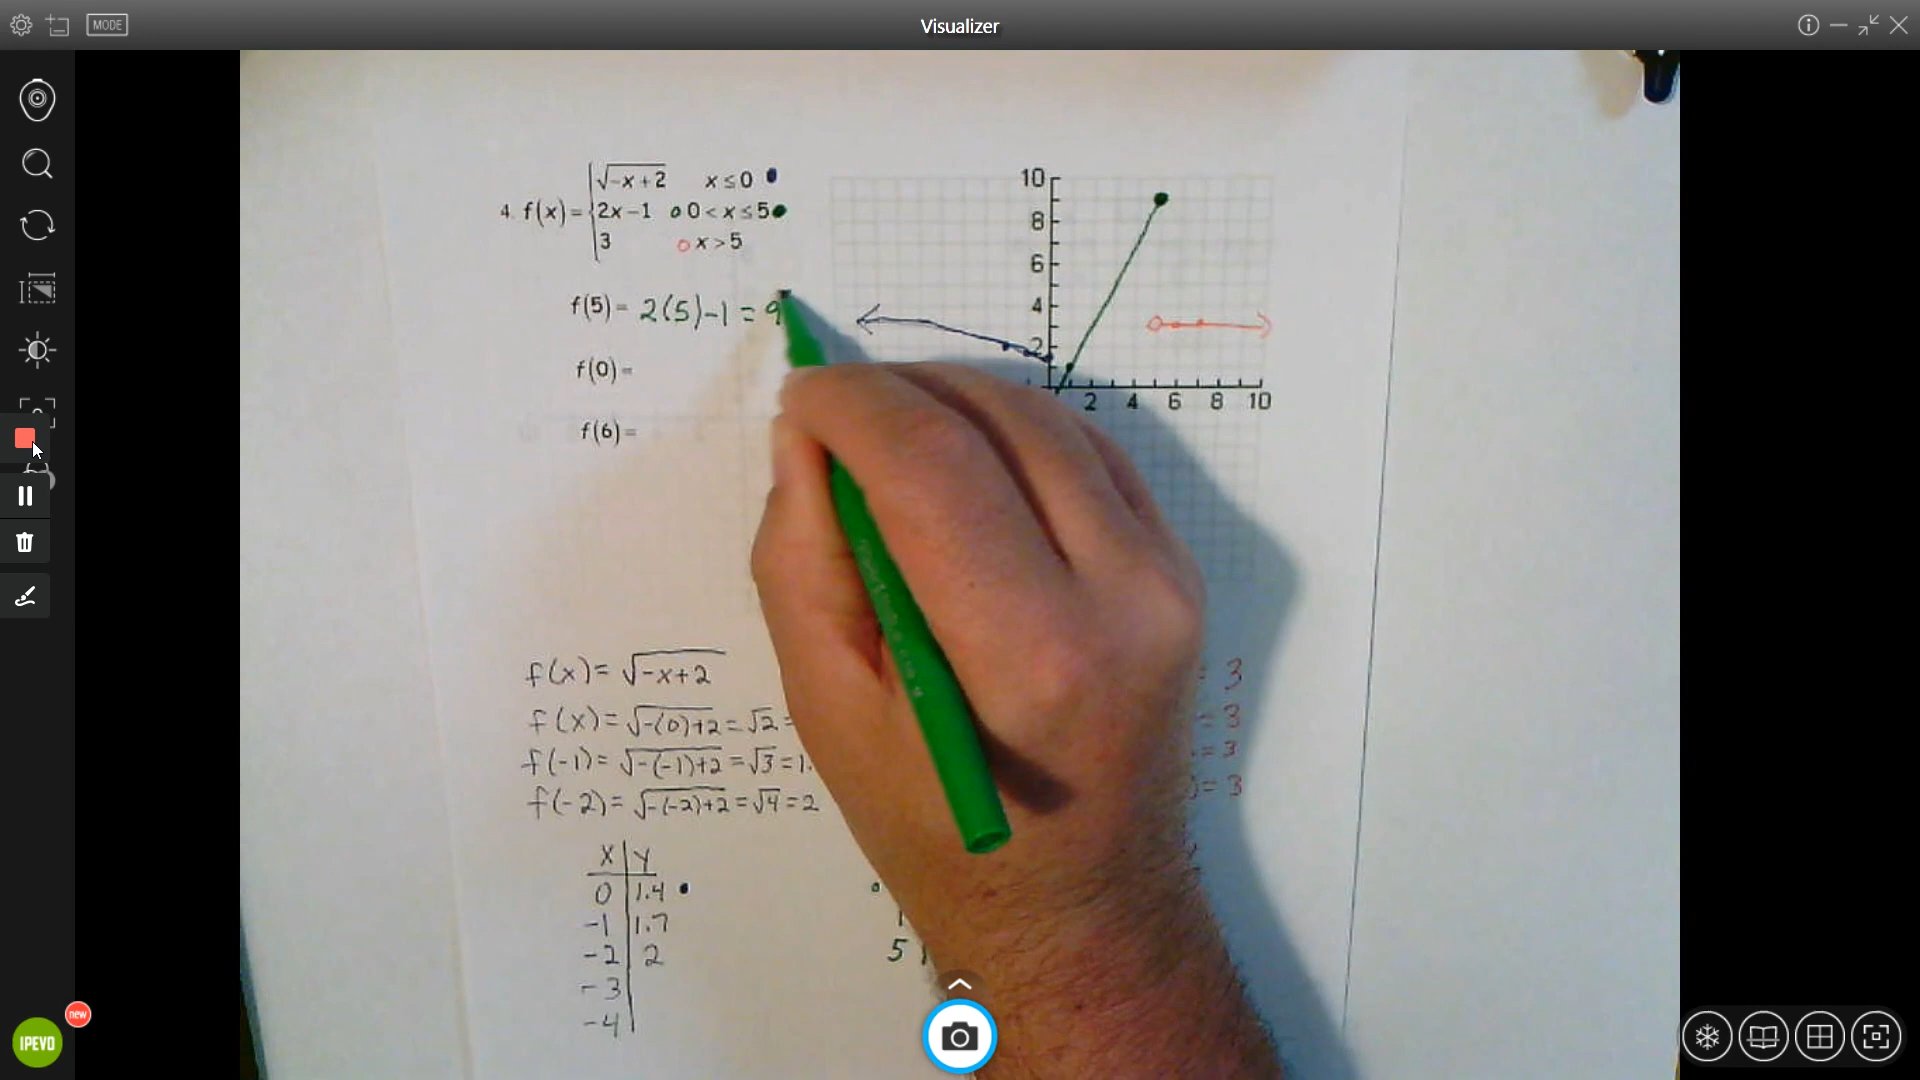 MODE
Visualizer
4. f(x) = √-x+2 x ≤ 0
2x-1 0 < x ≤ 5
3 x > 5
f(5) = 2(5)-1 = 9
f(0) =
f(6) =
10
8
6
4
2
2 4 6 8 10
f(x) = √-x+2
= 3
f(x) = √-(0)+2 = √2 =
= 3
f(-1) = √-(-1)+2 = √3 = 1.
= 3
f(-2) = √-(-2)+2 = √4 = 2
)= 3
X Y
0 1.4
-1 1.7
-2 2
5
-3
-4
new
IPEVO